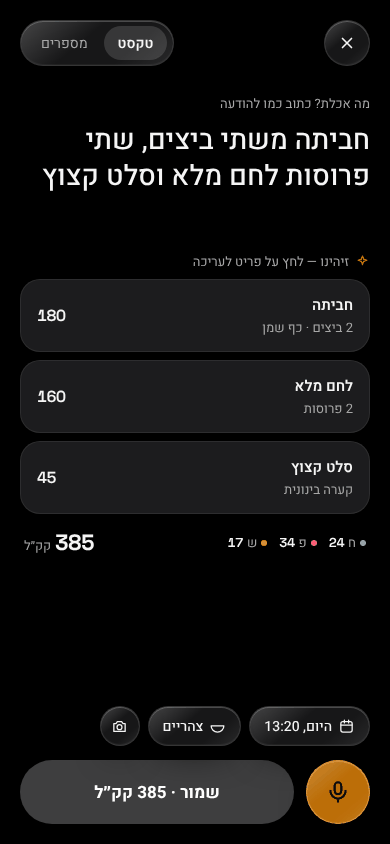 טקסט
מספרים
מה אכלת? כתוב כמו להודעה
חביתה משתי ביצים, שתי
פרוסות לחם מלא וסלט קצוץ
זיהינו — לחץ על פריט לעריכה
חביתה
180
2 ביצים · כף שמן
לחם מלא
160
2 פרוסות
סלט קצוץ
45
קערה בינונית
ח 24 פ 34 ש 17
385 קק״ל
היום, 13:20
צהריים
שמור · 385 קק״ל